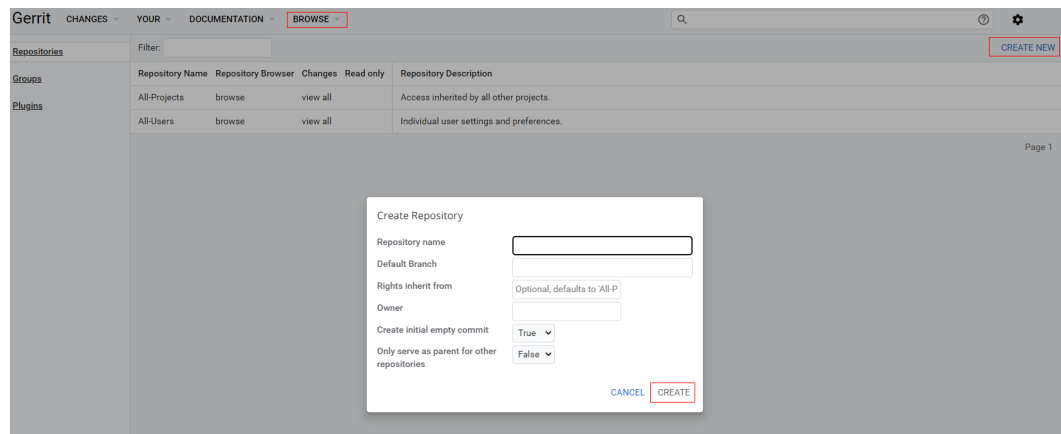 Gerrit CHANGES YOUR DOCUMENTATION BROWSE
Repositories
Groups
Plugins
Filter:
CREATE NEW
Repository Name Repository Browser Changes Read only Repository Description
All-Projects browse view all Access inherited by all other projects.
All-Users browse view all Individual user settings and preferences.
Page 1
Create Repository
Repository name
Default Branch
Rights inherit from Optional, defaults to 'All-P
Owner
Create initial empty commit True
Only serve as parent for other False
repositories
CANCEL CREATE